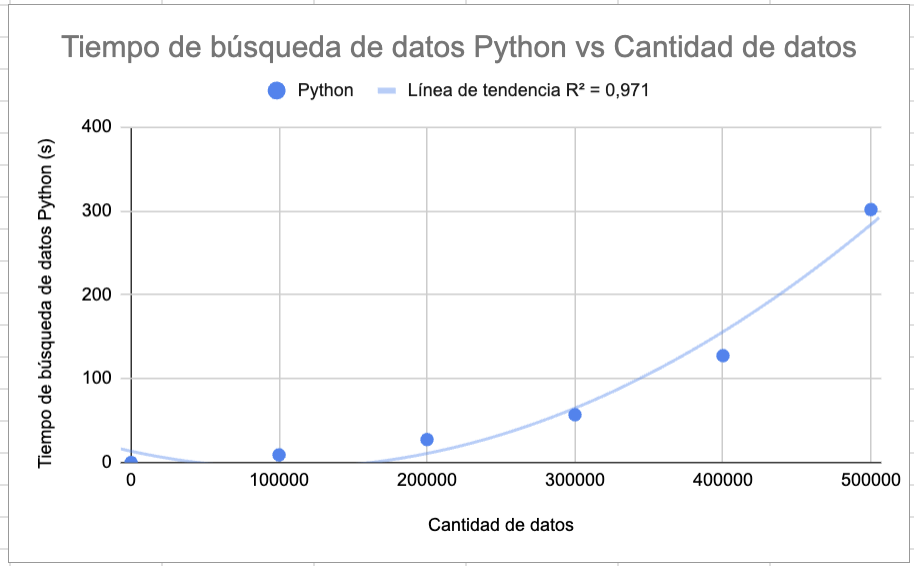 Tiempo de búsqueda de datos Python vs Cantidad de datos
Python
Línea de tendencia R² = 0,971
Tiempo de búsqueda de datos Python (s)
400
300
200
100
0
0
100000
200000
300000
400000
500000
Cantidad de datos